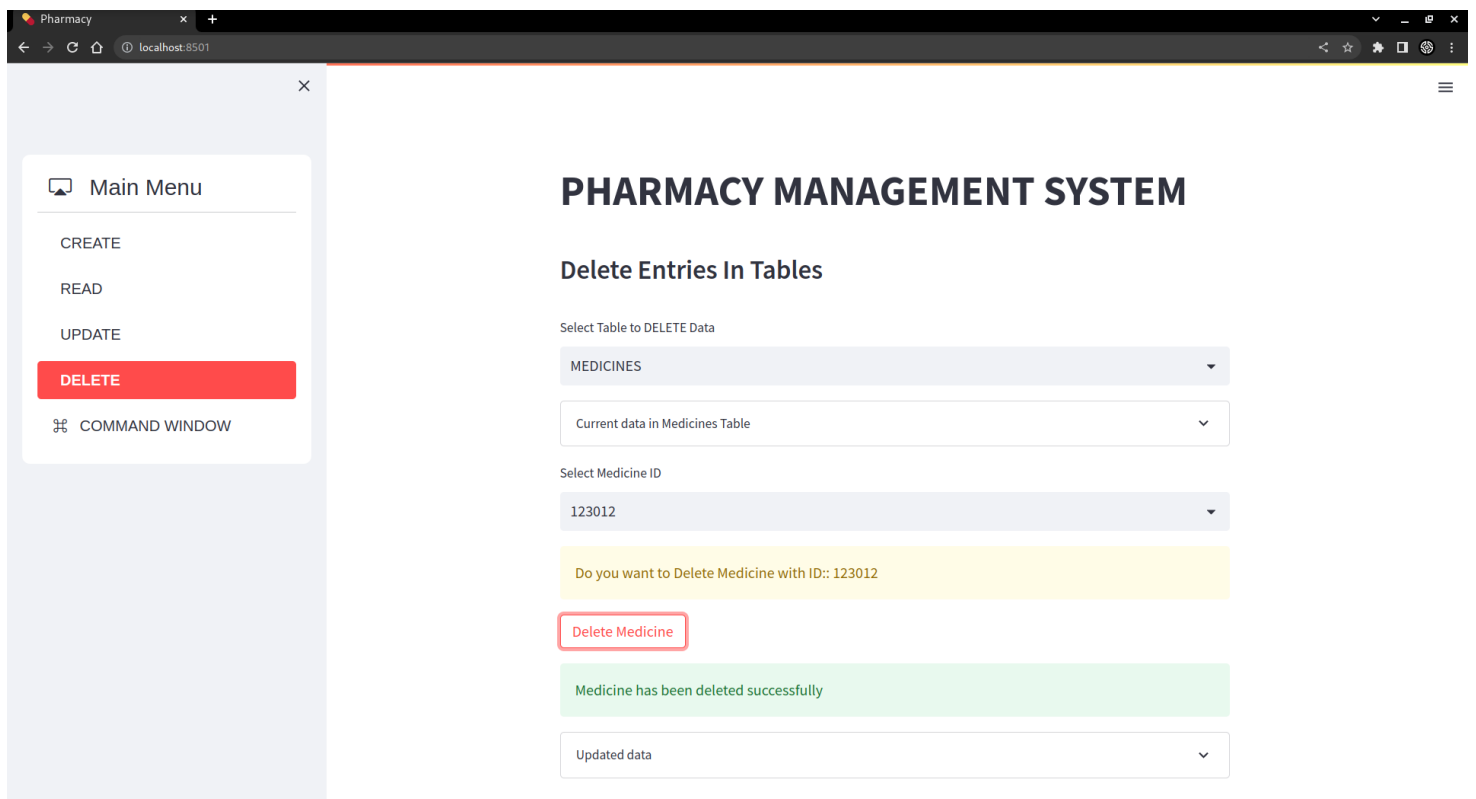 Pharmacy
localhost:8501
Main Menu
CREATE
READ
UPDATE
DELETE
COMMAND WINDOW
PHARMACY MANAGEMENT SYSTEM
Delete Entries In Tables
Select Table to DELETE Data
MEDICINES
Current data in Medicines Table
Select Medicine ID
123012
Do you want to Delete Medicine with ID:: 123012
Delete Medicine
Medicine has been deleted successfully
Updated data